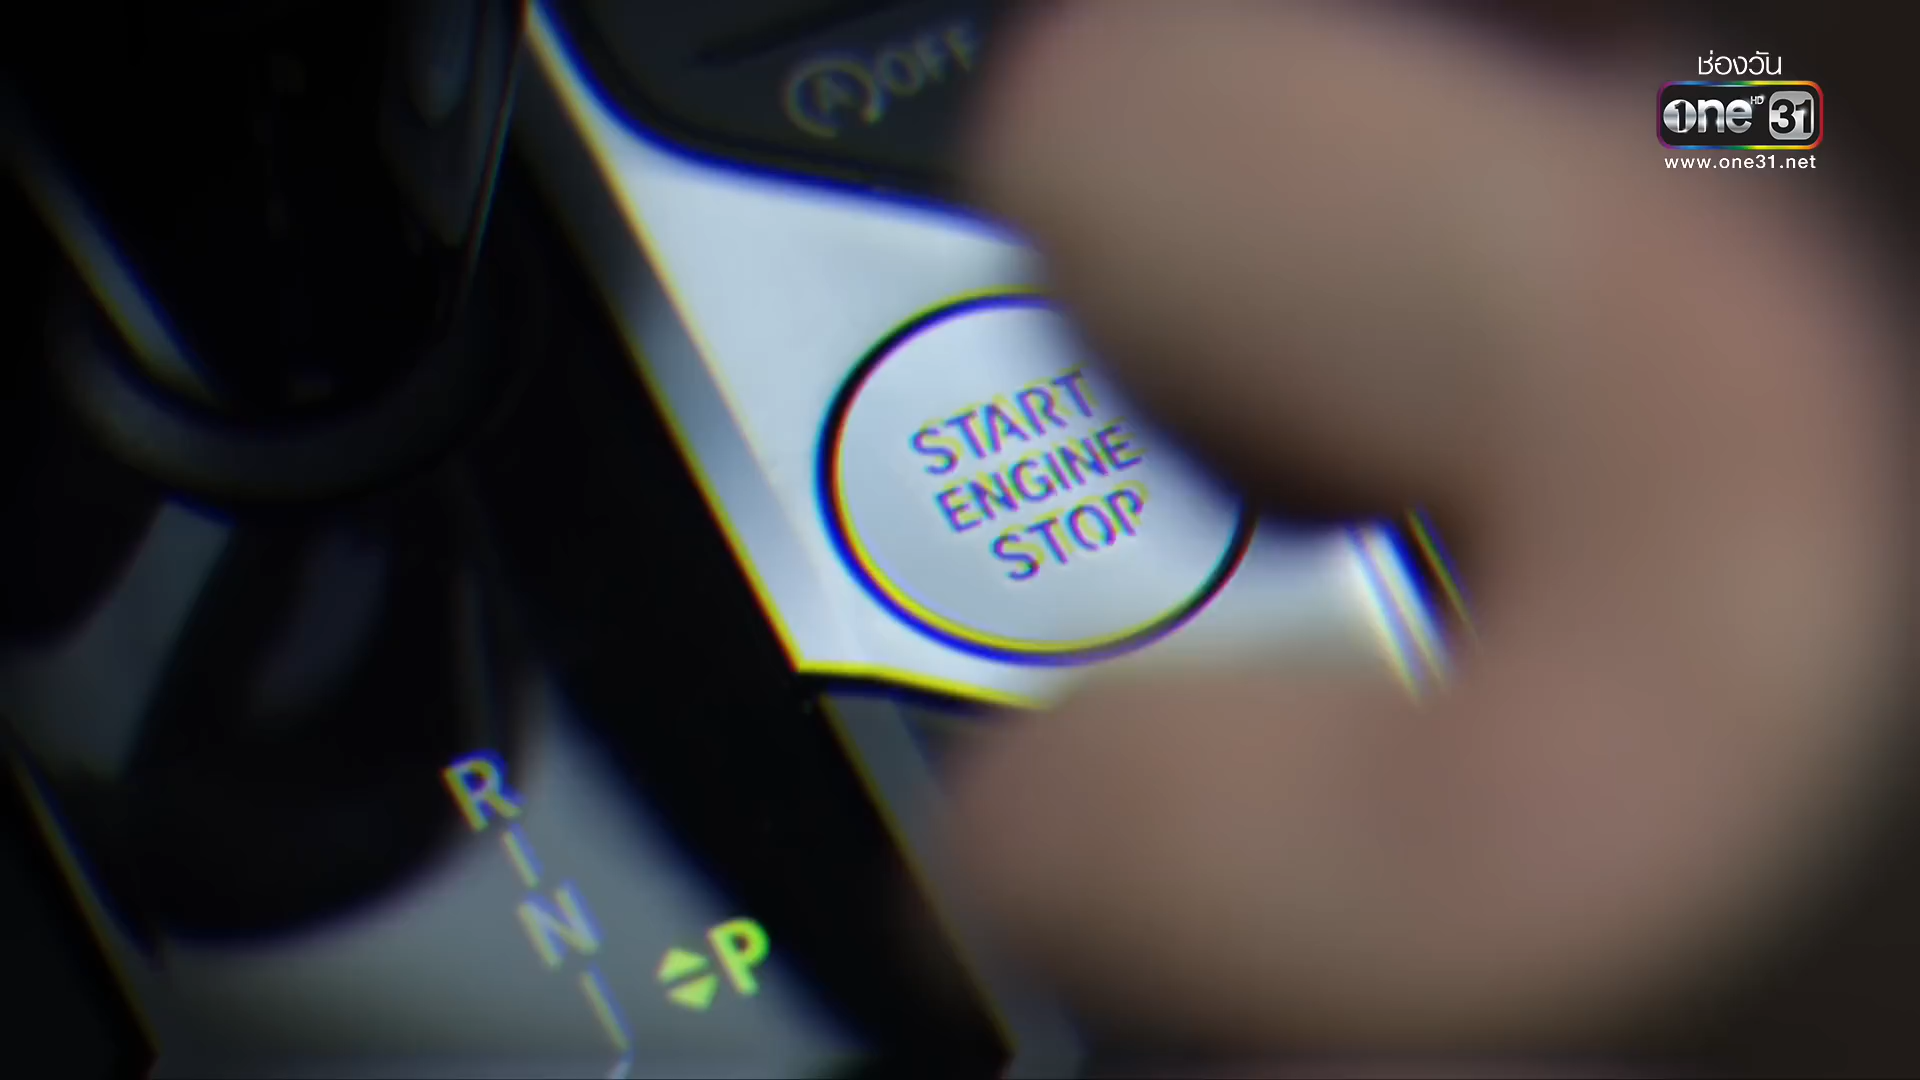 ช่องวัน
one HD 31
www.one31.net
A OFF
START
ENGINE
STOP
R
N
P